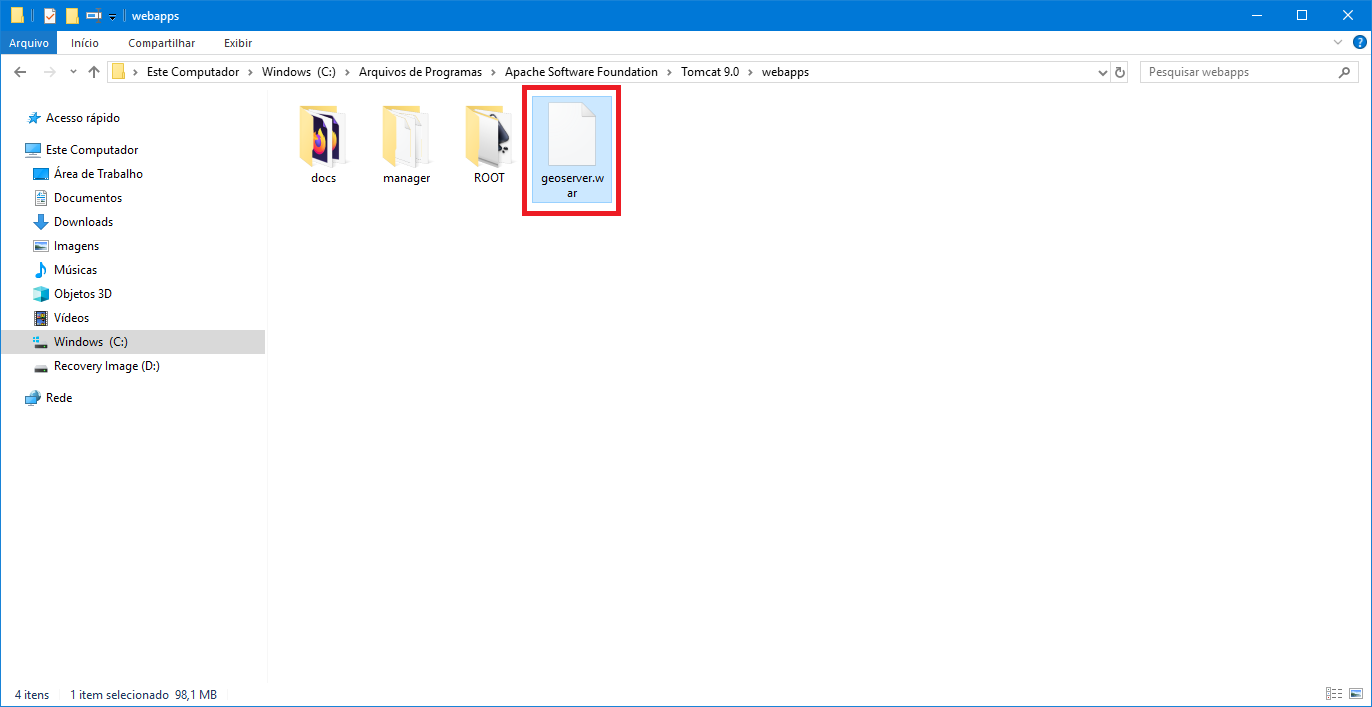 webapps
Arquivo Início Compartilhar Exibir
Este Computador Windows (C:) Arquivos de Programas Apache Software Foundation Tomcat 9.0 webapps
Pesquisar webapps
Acesso rápido
Este Computador
Área de Trabalho
Documentos
Downloads
Imagens
Músicas
Objetos 3D
Vídeos
Windows (C:)
Recovery Image (D:)
Rede
docs
manager
ROOT
geoserver.w
ar
4 itens 1 item selecionado 98,1 MB